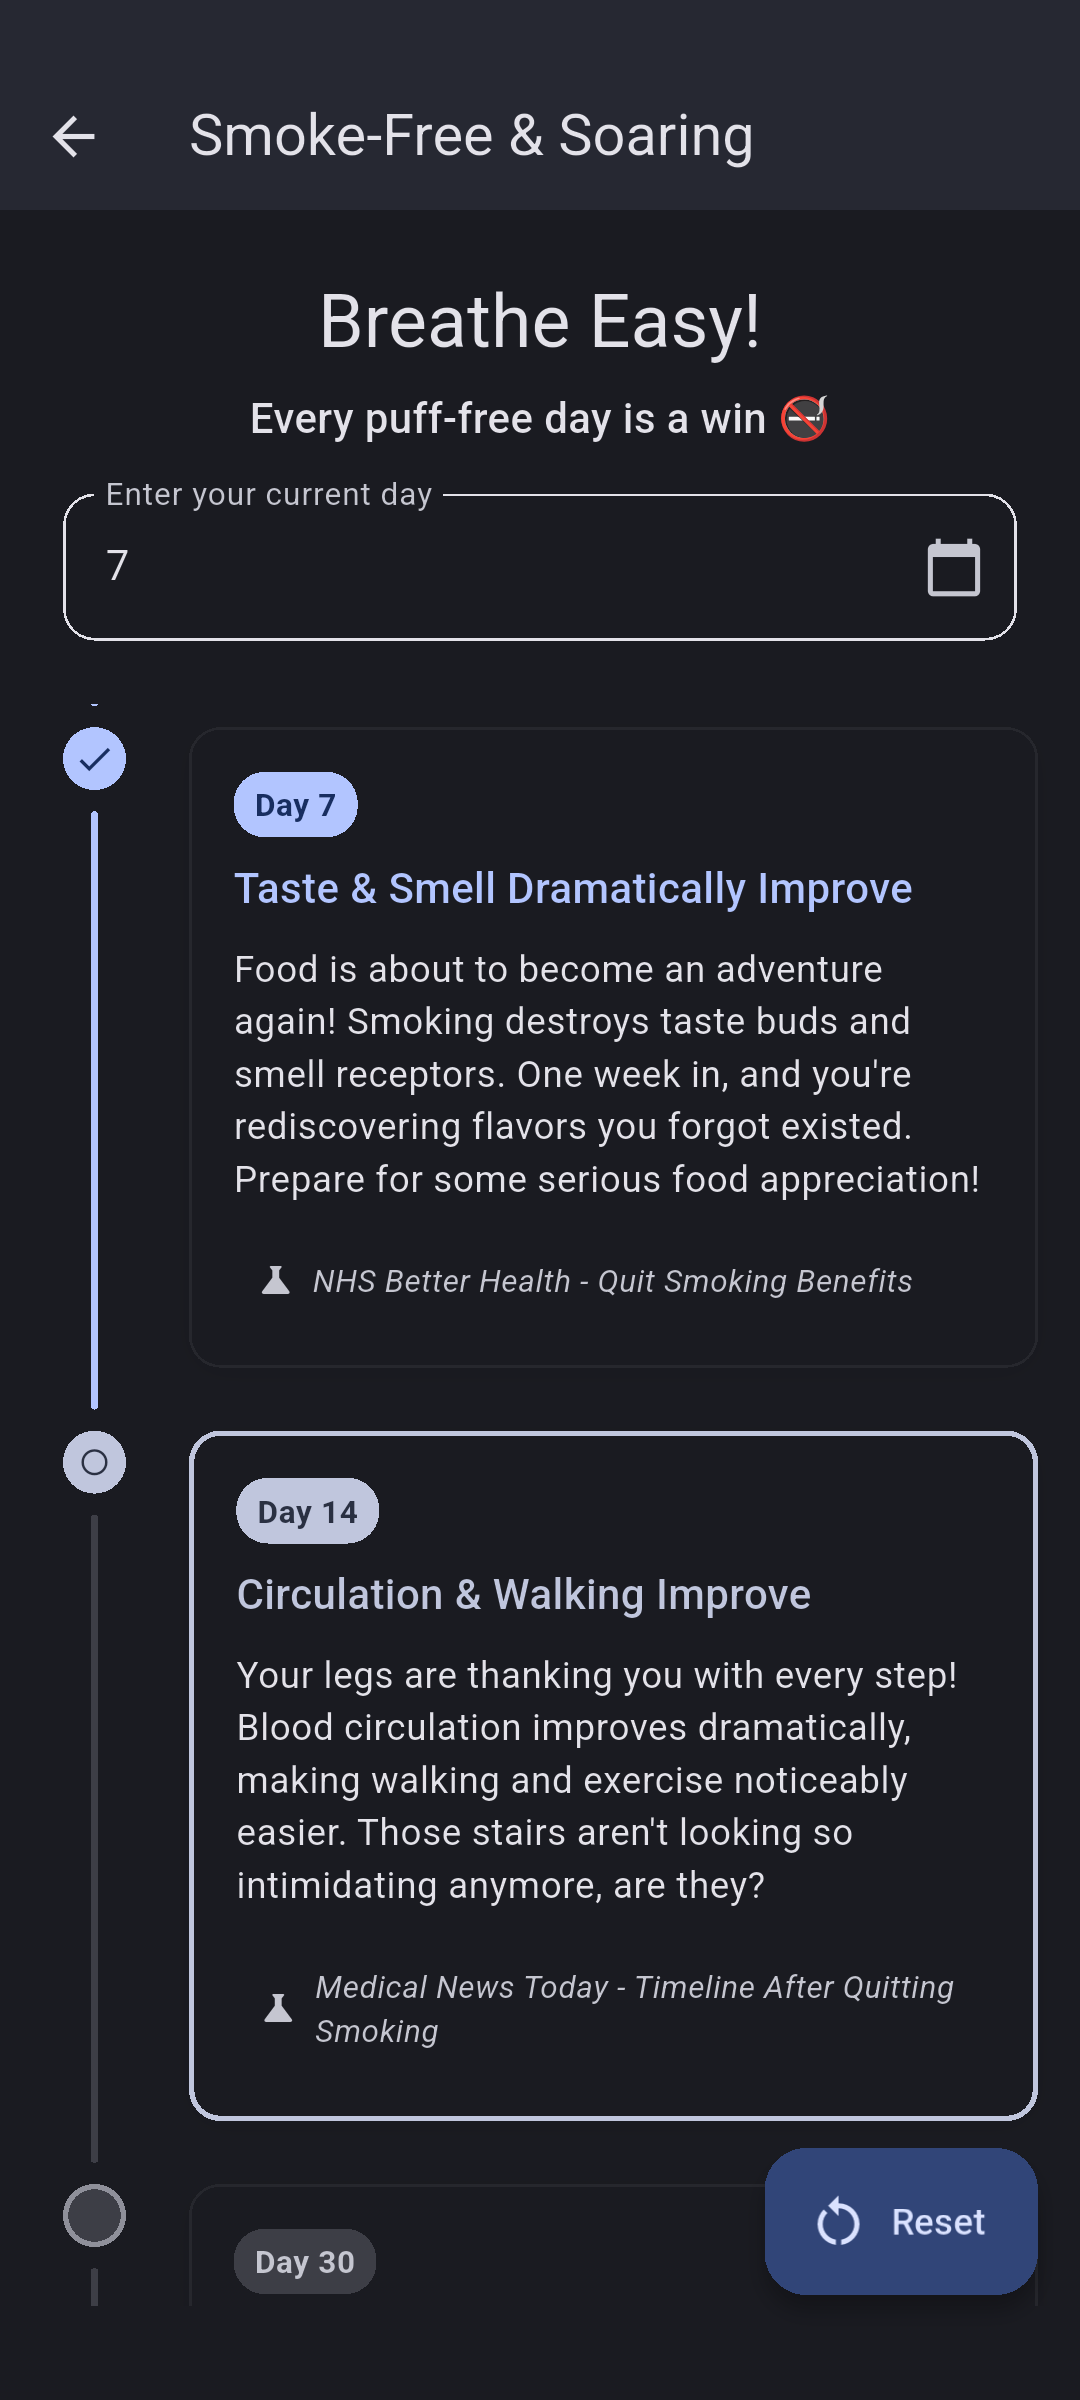 Smoke-Free & Soaring
Breathe Easy!
Every puff-free day is a win 🚭
Enter your current day
7
Day 7
Taste & Smell Dramatically Improve
Food is about to become an adventure
again! Smoking destroys taste buds and
smell receptors. One week in, and you're
rediscovering flavors you forgot existed.
Prepare for some serious food appreciation!
NHS Better Health - Quit Smoking Benefits
Day 14
Circulation & Walking Improve
Your legs are thanking you with every step!
Blood circulation improves dramatically,
making walking and exercise noticeably
easier. Those stairs aren't looking so
intimidating anymore, are they?
Medical News Today - Timeline After Quitting
Smoking
Day 30
Reset